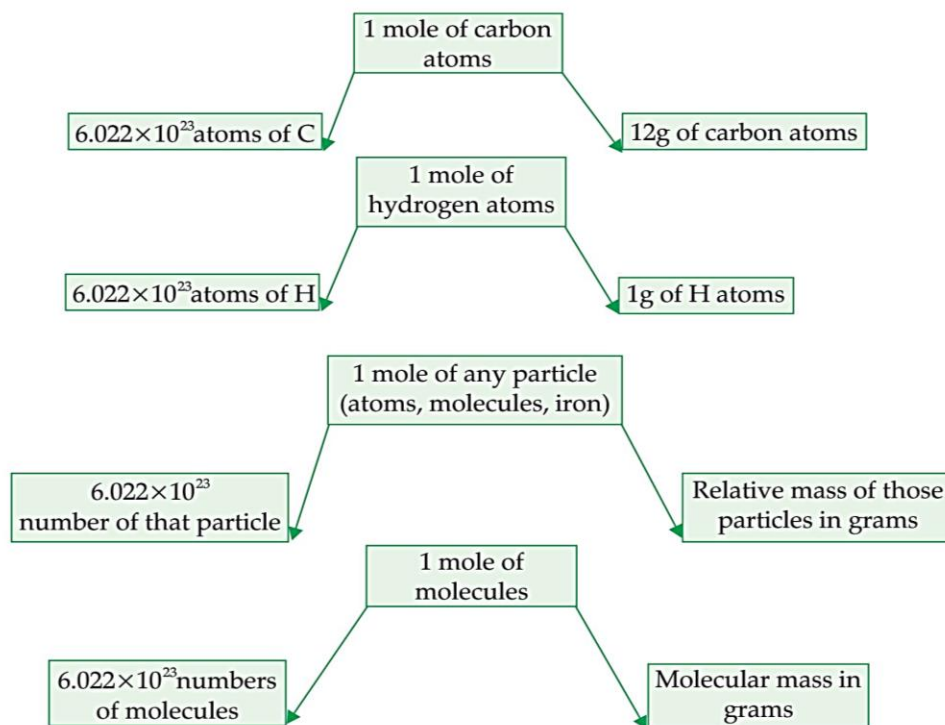 1 mole of carbon
atoms
6.022×10²³atoms of C
12g of carbon atoms
1 mole of
hydrogen atoms
6.022×10²³atoms of H
1g of H atoms
1 mole of any particle
(atoms, molecules, iron)
6.022×10²³
number of that particle
Relative mass of those
particles in grams
1 mole of
molecules
6.022×10²³numbers
of molecules
Molecular mass in
grams